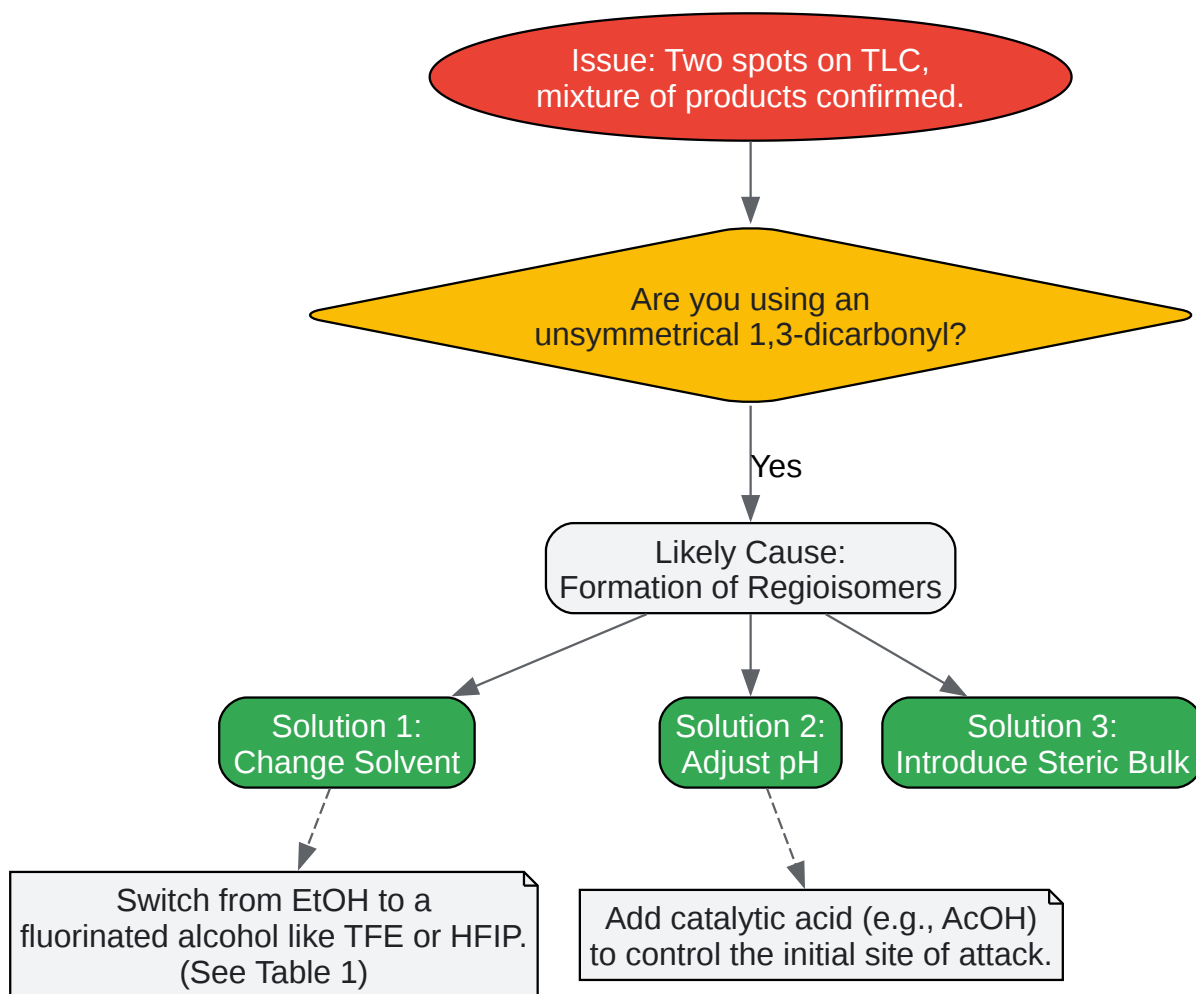 Issue: Two spots on TLC,
mixture of products confirmed.
Are you using an
unsymmetrical 1,3-dicarbonyl?
Yes
Likely Cause:
Formation of Regioisomers
Solution 1:
Change Solvent
Solution 2:
Adjust pH
Solution 3:
Introduce Steric Bulk
Switch from EtOH to a
fluorinated alcohol like TFE or HFIP.
(See Table 1)
Add catalytic acid (e.g., AcOH)
to control the initial site of attack.